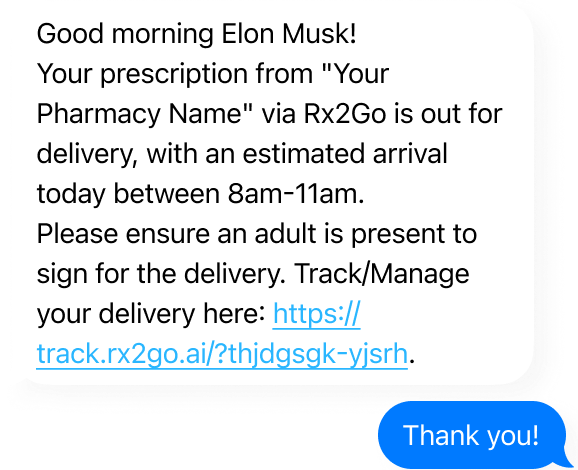 Good morning Elon Musk!
Your prescription from "Your
Pharmacy Name" via Rx2Go is out for
delivery, with an estimated arrival
today between 8am-11am.
Please ensure an adult is present to
sign for the delivery. Track/Manage
your delivery here: https://
track.rx2go.ai/?thjdgsgk-yjsrh.
Thank you!